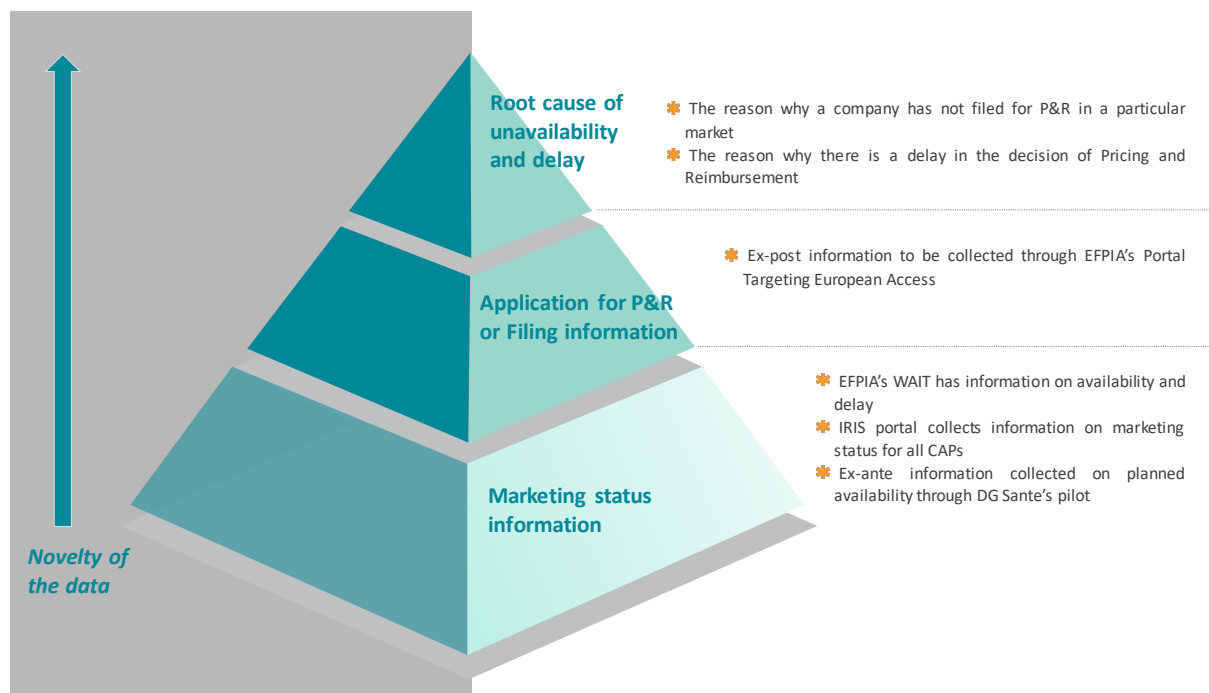 Root cause of
unavailability
and delay
The reason why a company has not filed for P&R in a particular
market
The reason why there is a delay in the decision of Pricing and
Reimbursement
Application for P&R
or Filing information
Ex-post information to be collected through EFPIA's Portal
Targeting European Access
Marketing status
information
EFPIA's WAIT has information on availability and
delay
IRIS portal collects information on marketing
status for all CAPs
Ex-ante information collected on planned
availability through DG Sante's pilot
Novelty of
the data